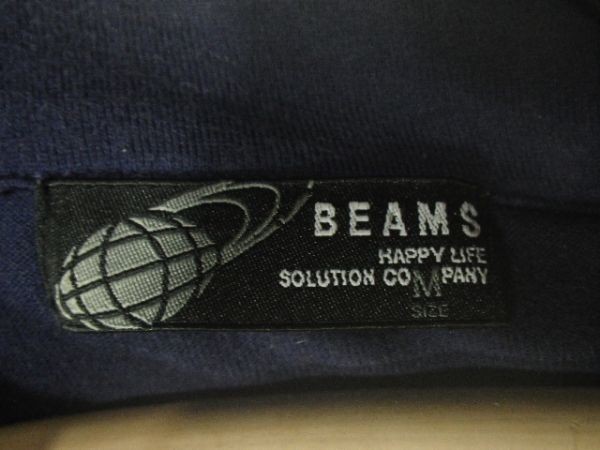 BEAMS
HAPPY LIFE
SOLUTION COMPANY
SIZE